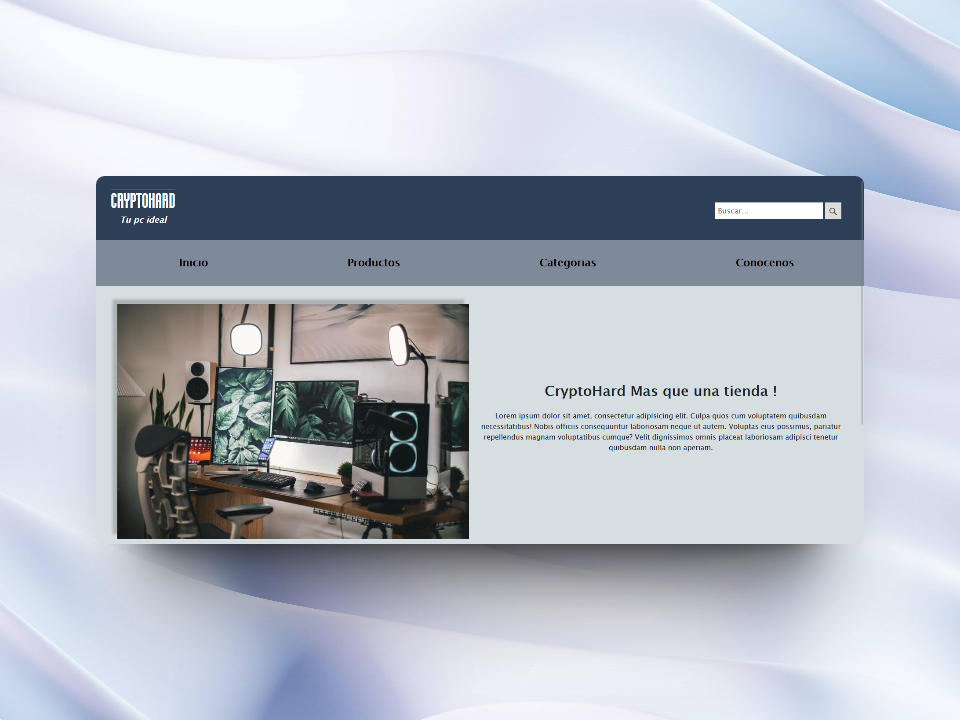 CRYPTOHARD
Tu pc ideal
Buscar...
Inicio Productos Categorias Conocenos
CryptoHard Mas que una tienda !
Lorem ipsum dolor sit amet, consectetur adipisicing elit. Culpa quos cum voluptatem quibusdam
necessitatibus! Nobis officiis consequuntur laboriosam neque ut autem. Voluptas eius possimus, pariatur
repellendus magnam voluptatibus cumque? Velit dignissimos omnis placeat laboriosam adipisci tenetur
quibusdam nulla non aperiam.